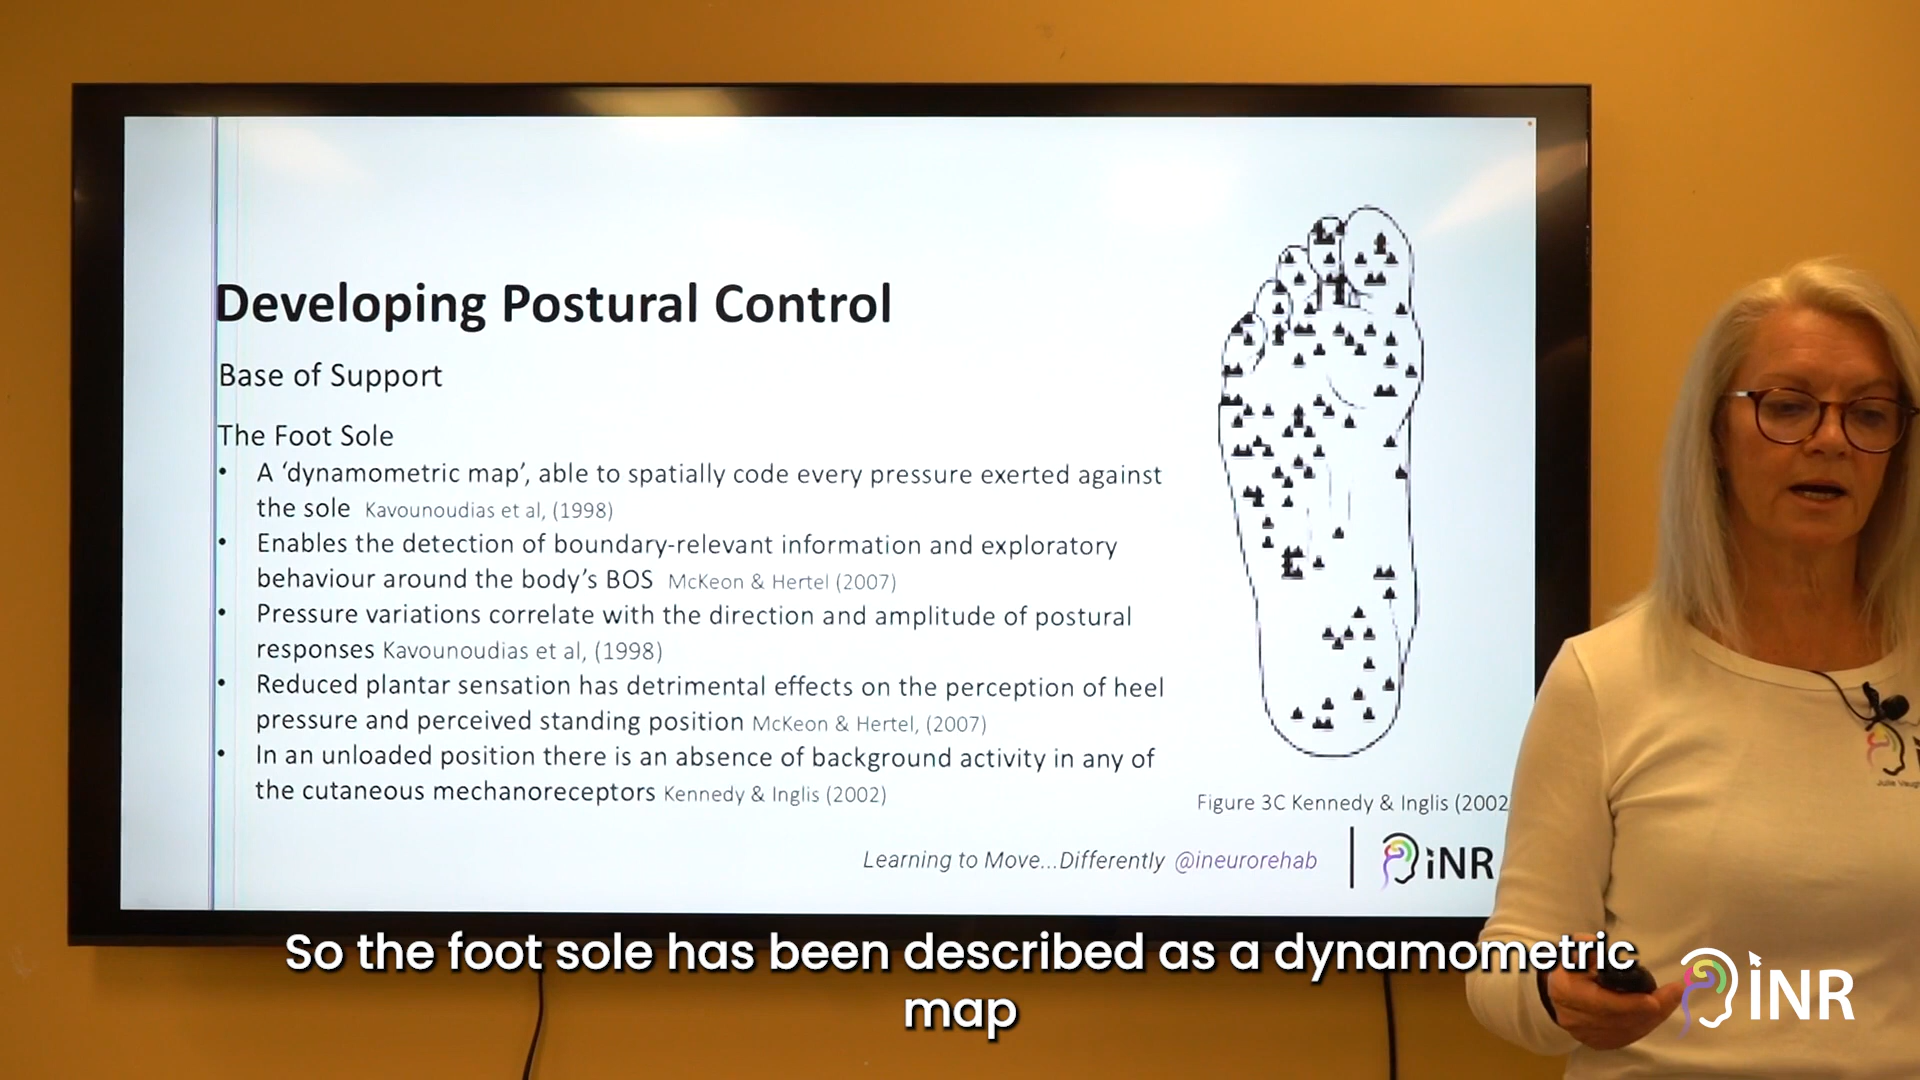 Developing Postural Control
Base of Support
The Foot Sole
• A ‘dynamometric map’, able to spatially code every pressure exerted against
the sole Kavounoudias et al, (1998)
• Enables the detection of boundary-relevant information and exploratory
behaviour around the body’s BOS McKeon & Hertel (2007)
• Pressure variations correlate with the direction and amplitude of postural
responses Kavounoudias et al, (1998)
• Reduced plantar sensation has detrimental effects on the perception of heel
pressure and perceived standing position McKeon & Hertel, (2007)
• In an unloaded position there is an absence of background activity in any of
the cutaneous mechanoreceptors Kennedy & Inglis (2002)
Figure 3C Kennedy & Inglis (2002
Learning to Move...Differently @ineurorehab
iNR
So the foot sole has been described as a dynamometric
map
iNR